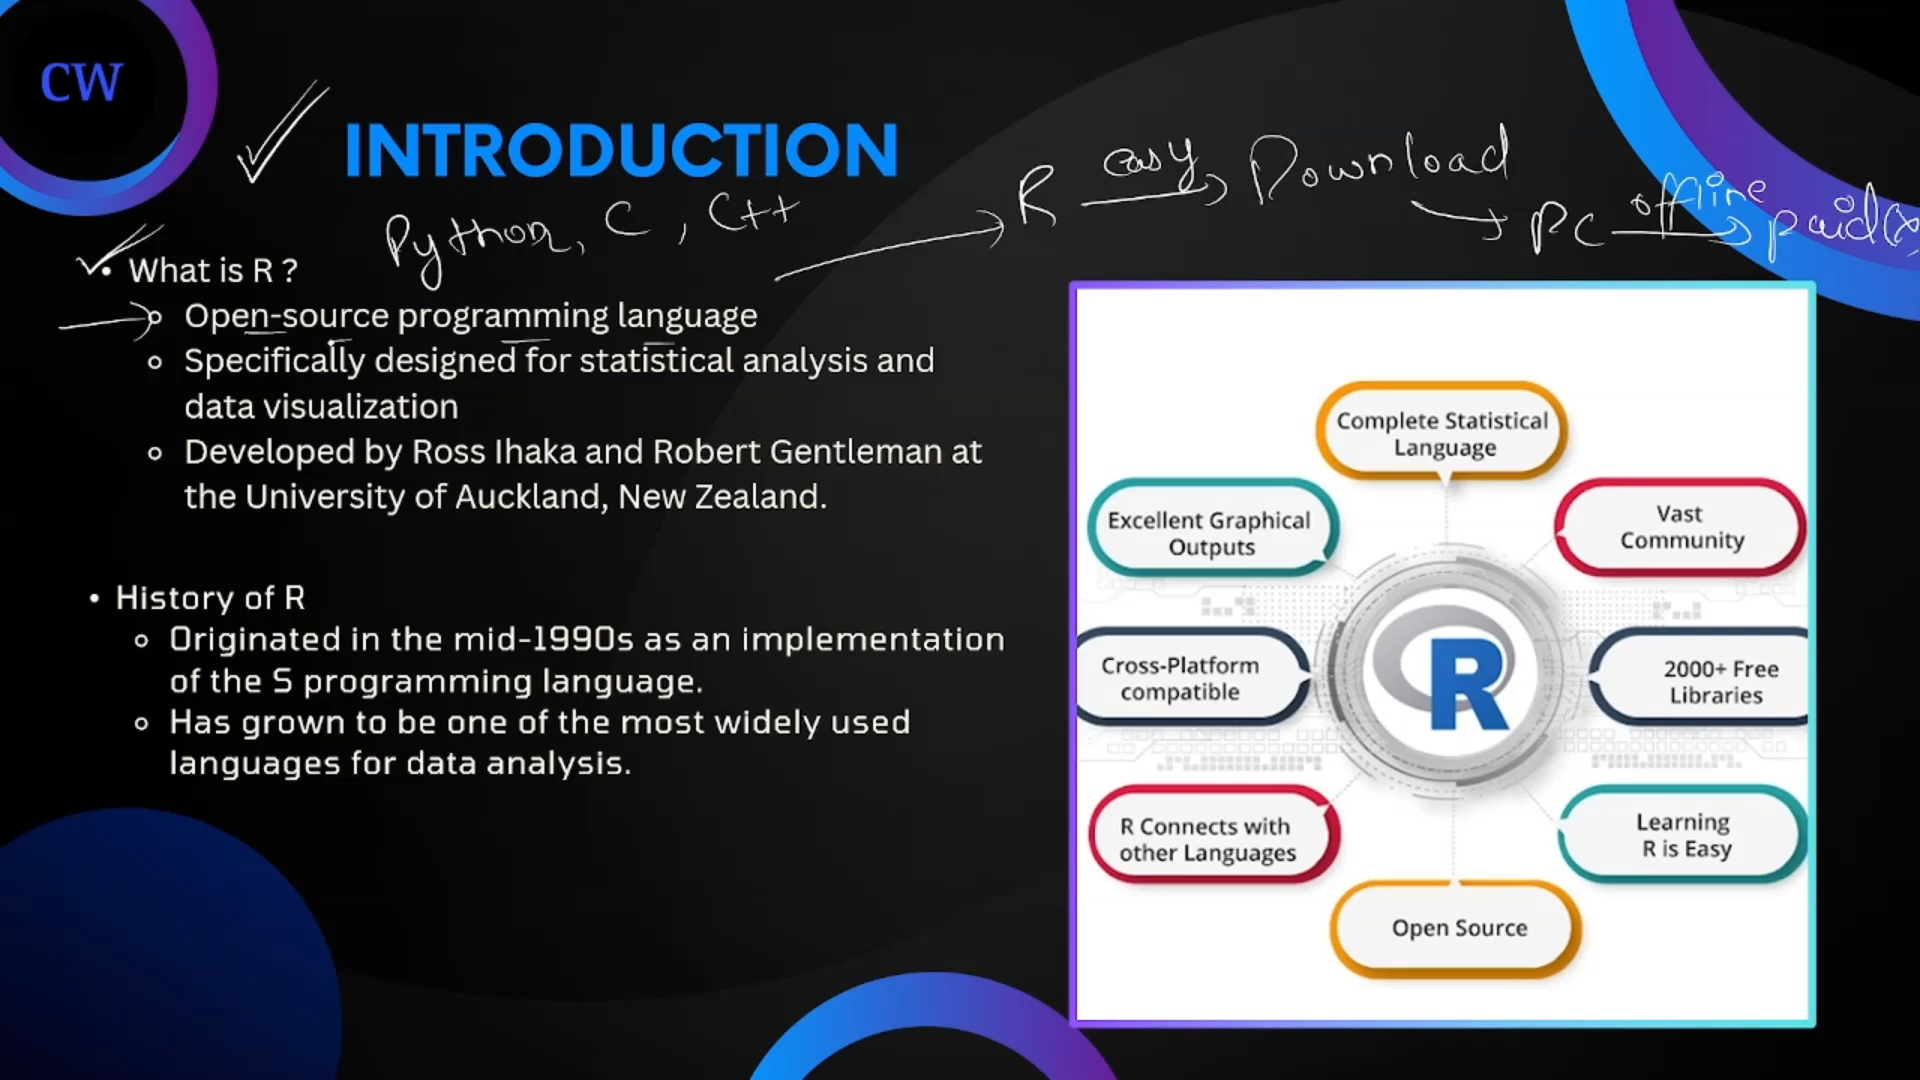 CW
INTRODUCTION
Python, C, C++
R easy Download
PC offline paid(x
What is R ?
Open-source programming language
Specifically designed for statistical analysis and
data visualization
Developed by Ross Ihaka and Robert Gentleman at
the University of Auckland, New Zealand.
History of R
Originated in the mid-1990s as an implementation
of the S programming language.
Has grown to be one of the most widely used
languages for data analysis.
Complete Statistical
Language
Excellent Graphical
Outputs
Vast
Community
Cross-Platform
compatible
R
2000+ Free
Libraries
R Connects with
other Languages
Learning
R is Easy
Open Source